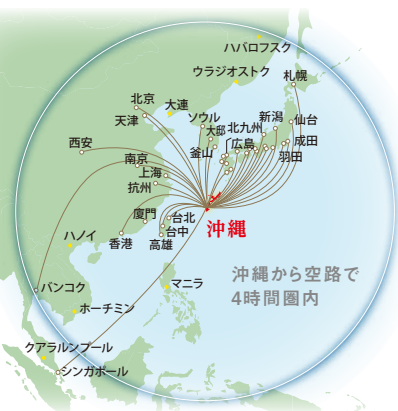 ハバロフスク
ウラジオストク
札幌
北京
大連
天津
ソウル
新潟
仙台
大邱
北九州
西安
釜山
広島
成田
南京
羽田
上海
杭州
廈門
台北
沖縄
ハノイ
台中
香港
高雄
沖縄から空路で
4時間圏内
バンコク
マニラ
ホーチミン
クアラルンプール
シンガポール